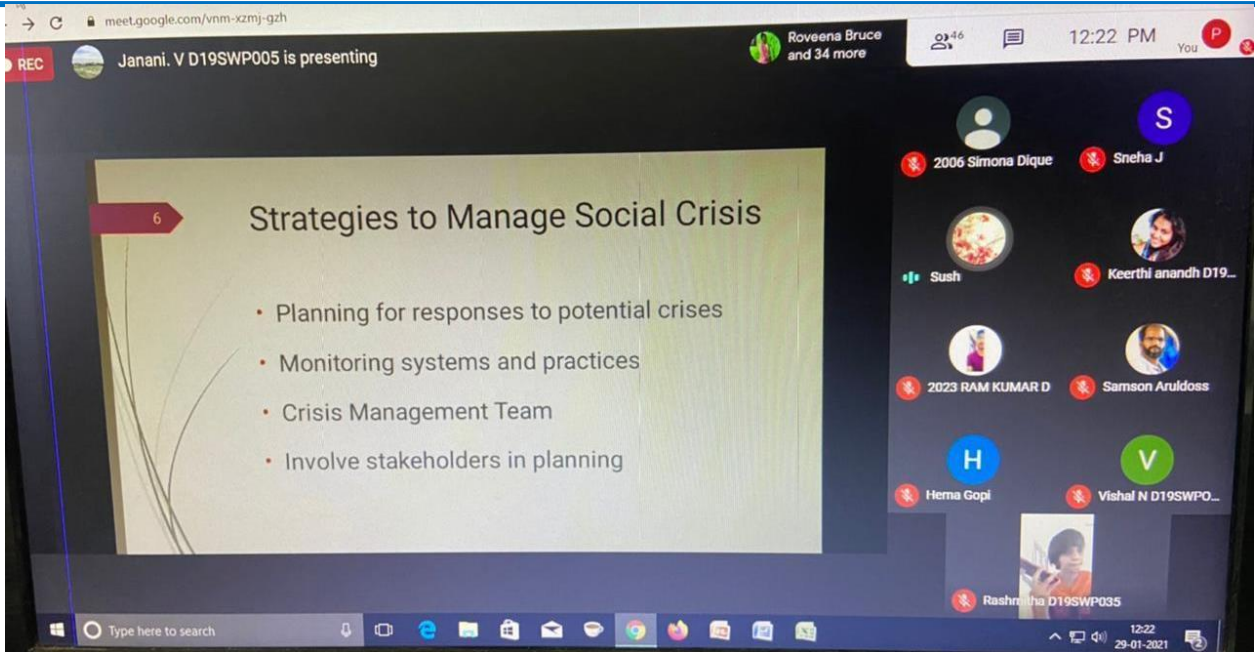 meet.google.com/vnm-xzmj-gzh
REC
Janani. V D19SWP005 is presenting
Roveena Bruce
and 34 more
46
12:22 PM
You
P
6
Strategies to Manage Social Crisis
• Planning for responses to potential crises
• Monitoring systems and practices
• Crisis Management Team
• Involve stakeholders in planning
S
2006 Simona Dique
Sneha J
Sush
Keerthi anandh D19...
2023 RAM KUMAR D
Samson Aruldoss
H
V
Hema Gopi
Vishal N D19SWP0...
Rashmitha D19SWP035
Type here to search
12:22
29-01-2021
2